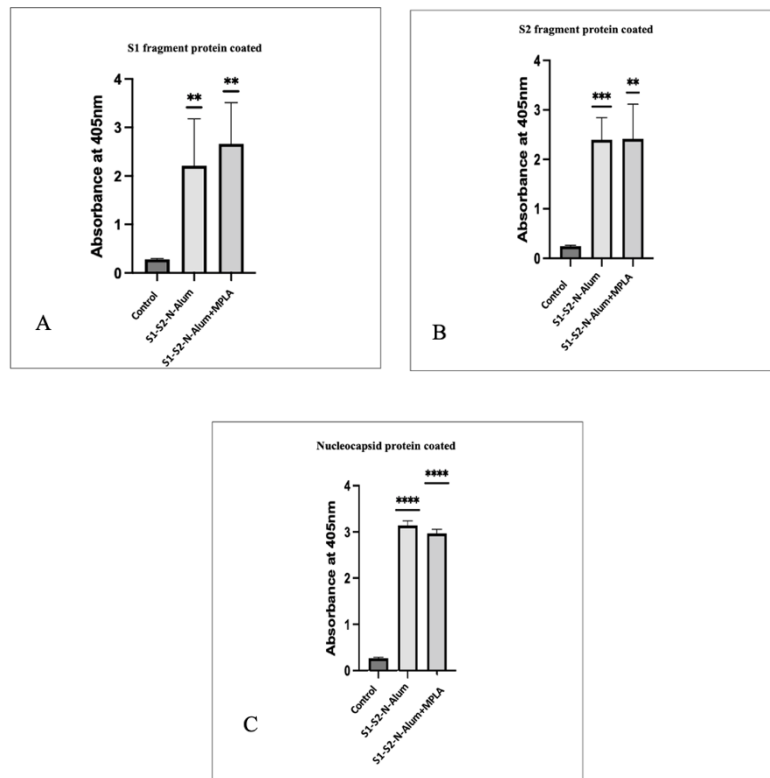 S1 fragment protein coated
** **
Absorbance at 405nm
4
3
2
1
0
Control
S1-S2-N-Alum
S1-S2-N-Alum+MPLA
A
S2 fragment protein coated
*** **
Absorbance at 405nm
4
3
2
1
0
Control
S1-S2-N-Alum
S1-S2-N-Alum+MPLA
B
Nucleocapsid protein coated
****
****
Absorbance at 405nm
4
3
2
1
0
Control
S1-S2-N-Alum
S1-S2-N-Alum+MPLA
C